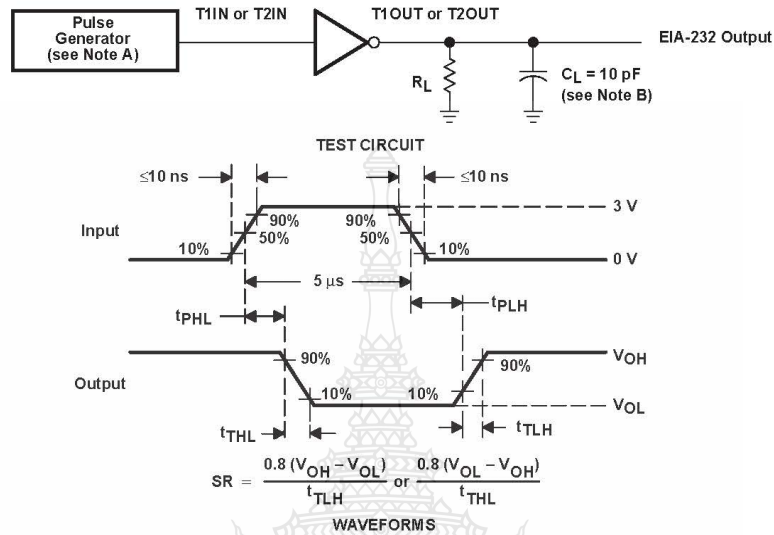 Pulse
Generator
(see Note A)
T1IN or T2IN
T1OUT or T2OUT
EIA-232 Output
RL
CL = 10 pF
(see Note B)
TEST CIRCUIT
≤10 ns
≤10 ns
Input
10%
90%
50%
90%
50%
10%
3 V
0 V
5 µs
tPHL
tPLH
Output
90%
10%
10%
90%
VOH
VOL
tTHL
tTLH
SR = 0.8 (VOH – VOL) / tTLH or 0.8 (VOL – VOH) / tTHL
WAVEFORMS